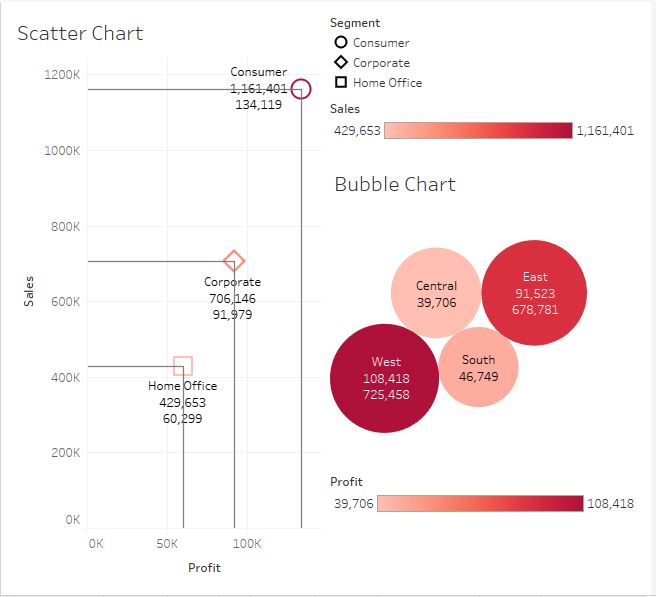 Scatter Chart
1200K
1000K
800K
600K
400K
200K
0K
Sales
Consumer
1,161,401
134,119
Corporate
706,146
91,979
Home Office
429,653
60,299
0K
50K
100K
Profit
Segment
Consumer
Corporate
Home Office
Sales
429,653
1,161,401
Bubble Chart
Central
39,706
East
91,523
678,781
West
108,418
725,458
South
46,749
Profit
39,706
108,418